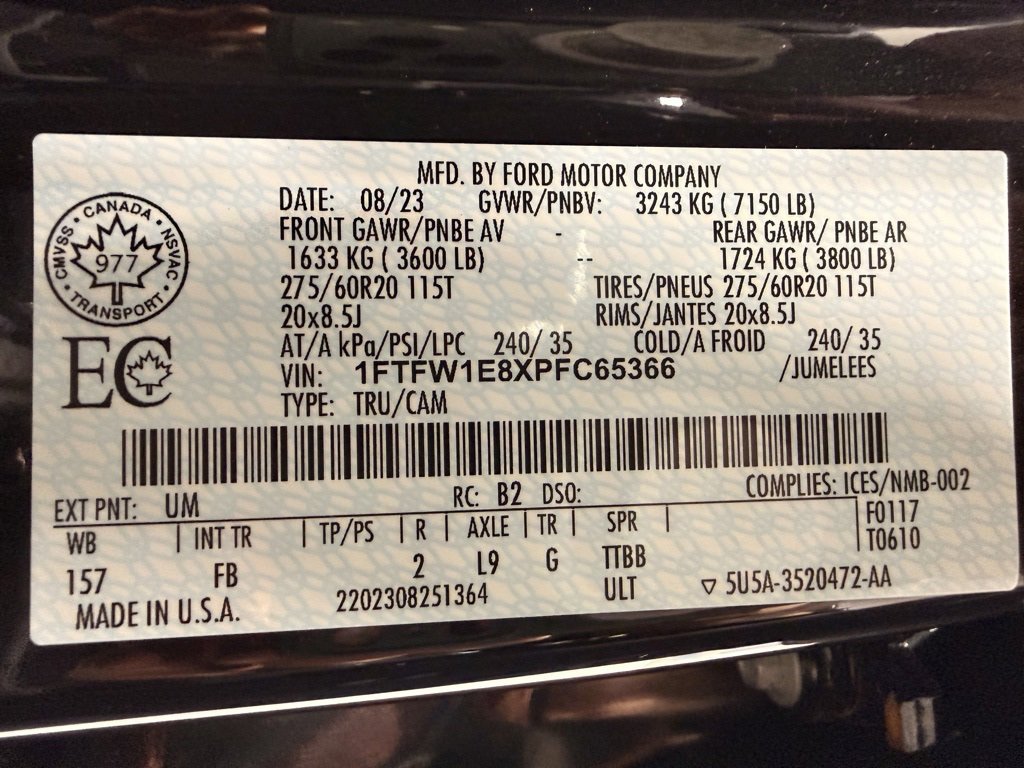 MFD. BY FORD MOTOR COMPANY
DATE: 08/23 GVWR/PNBV: 3243 KG ( 7150 LB)
FRONT GAWR/PNBE AV - REAR GAWR/ PNBE AR
1633 KG ( 3600 LB) -- 1724 KG ( 3800 LB)
275/60R20 115T TIRES/PNEUS 275/60R20 115T
20x8.5J RIMS/JANTES 20x8.5J
AT/A kPa/PSI/LPC 240/ 35 COLD/A FROID 240/ 35
VIN: 1FTFW1E8XPFC65366 /JUMELEES
TYPE: TRU/CAM
CANADA
CMVSS NSVAC
977
TRANSPORT
EC
EXT PNT: UM RC: B2 DSO: COMPLIES: ICES/NMB-002
WB | INT TR | TP/PS | R | AXLE | TR | SPR | F0117
T0610
157 FB 2 L9 G TTBB
MADE IN U.S.A. 2202308251364 ULT ▽ 5U5A-3520472-AA